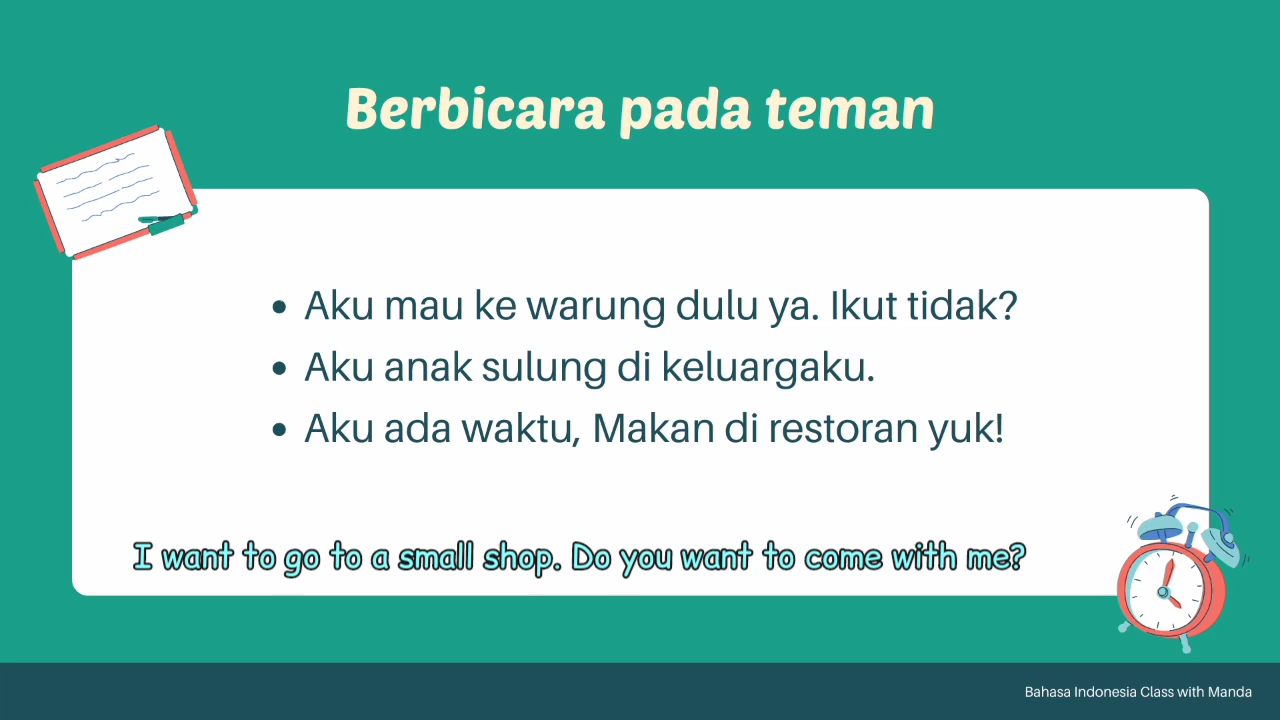 Berbicara pada teman
• Aku mau ke warung dulu ya. Ikut tidak?
• Aku anak sulung di keluargaku.
• Aku ada waktu, Makan di restoran yuk!
I want to go to a small shop. Do you want to come with me?
Bahasa Indonesia Class with Manda